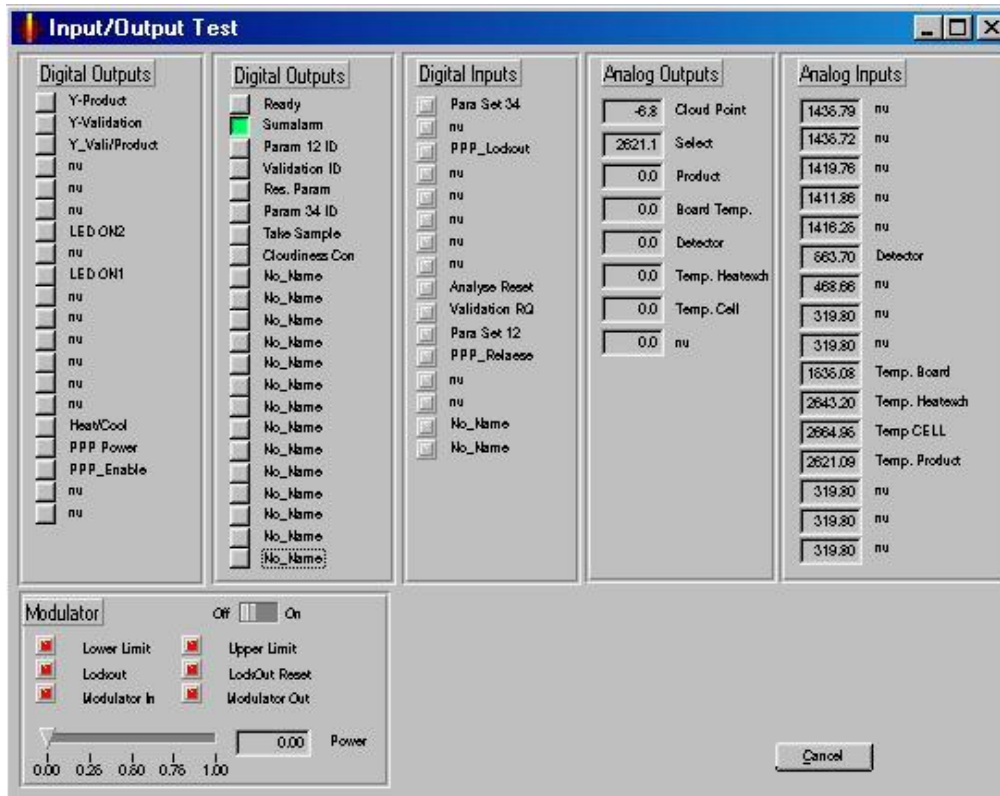 Input/Output Test
Digital Outputs
Y-Product
Y-Validation
Y_Vali/Product
nu
nu
nu
LED ON2
nu
LED ON1
nu
nu
nu
nu
nu
nu
Heat/Cool
PPP Power
PPP_Enable
nu
nu
Digital Outputs
Ready
Sumalarm
Param 12 ID
Validation ID
Res. Param
Param 34 ID
Take Sample
Cloudiness Con
No_Name
No_Name
No_Name
No_Name
No_Name
No_Name
No_Name
No_Name
No_Name
No_Name
No_Name
No_Name
No_Name
No_Name
Digital Inputs
Para Set 34
nu
PPP_Lockout
nu
nu
nu
nu
nu
Analyse Reset
Validation RQ
Para Set 12
PPP_Relaese
nu
nu
No_Name
No_Name
Analog Outputs
-6.8 Cloud Point
2621.1 Select
0.0 Product
0.0 Board Temp.
0.0 Detector
0.0 Temp. Heatexch
0.0 Temp. Cell
0.0 nu
Analog Inputs
1435.79 nu
1435.72 nu
1419.76 nu
1411.86 nu
1416.25 nu
563.70 Detector
468.66 nu
319.80 nu
319.80 nu
1835.08 Temp. Board
2643.20 Temp. Heatexch
2664.95 Temp CELL
2621.09 Temp. Product
319.80 nu
319.80 nu
319.80 nu
Modulator
Off On
Lower Limit Upper Limit
Lockout LockOut Reset
Modulator In Modulator Out
0.00 Power
0.00 0.25 0.50 0.75 1.00
Cancel